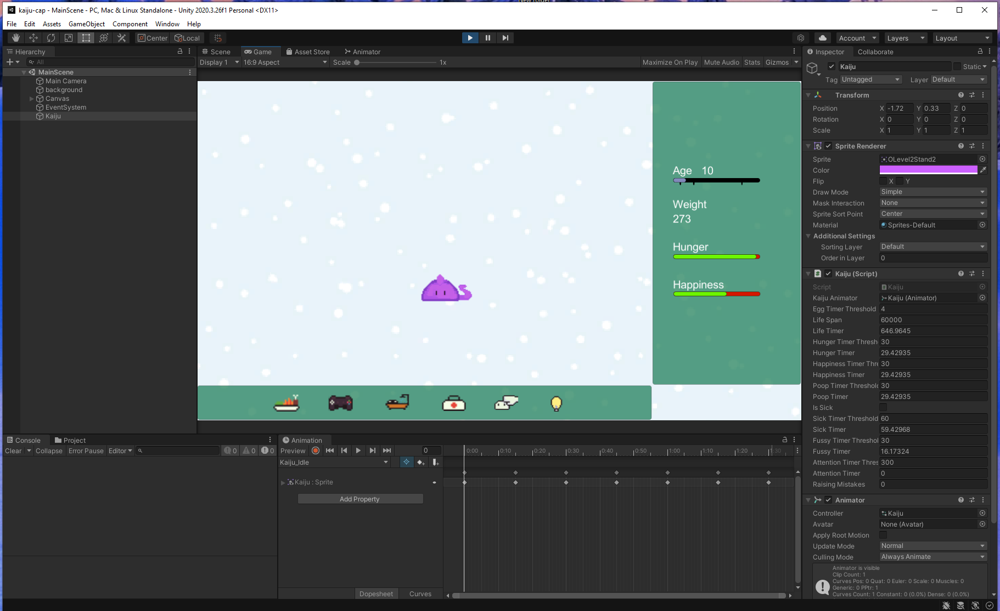 New folder
kaiju-cap - MainScene - PC, Mac & Linux Standalone - Unity 2020.3.26f1 Personal <DX11>
File Edit Assets GameObject Component Window Help
Center Local Account Layers Layout
Hierarchy
All
MainScene
Main Camera
background
Canvas
EventSystem
Kaiju
Scene Game Asset Store Animator
Display 1 16:9 Aspect Scale 1x Maximize On Play Mute Audio Stats Gizmos
Age 10
Weight
273
Hunger
Happiness
Console Project
Clear Collapse Error Pause Editor 0 0 0
Animation
Preview 0
0:00 0:10 0:20 0:30 0:40 0:50 1:00 1:10 1:20 1:30
Kaiju_Idle
Kaiju : Sprite
Add Property
Dopesheet Curves
Inspector Collaborate
Kaiju Static
Tag Untagged Layer Default
Transform
Position X -1.72 Y 0.33 Z 0
Rotation X 0 Y 0 Z 0
Scale X 1 Y 1 Z 1
Sprite Renderer
Sprite OLevel2Stand2
Color
Flip X Y
Draw Mode Simple
Mask Interaction None
Sprite Sort Point Center
Material Sprites-Default
Additional Settings
Sorting Layer Default
Order in Layer 0
Kaiju (Script)
Script Kaiju
Kaiju Animator Kaiju (Animator)
Egg Timer Threshold 4
Life Span 60000
Life Timer 646.9645
Hunger Timer Thresh 30
Hunger Timer 29.42935
Happiness Timer Thre 30
Happiness Timer 29.42935
Poop Timer Threshold 30
Poop Timer 29.42935
Is Sick
Sick Timer Threshold 60
Sick Timer 59.42968
Fussy Timer Threshol 30
Fussy Timer 16.17324
Attention Timer Thres 300
Attention Timer 0
Raising Mistakes 0
Animator
Controller Kaiju
Avatar None (Avatar)
Apply Root Motion
Update Mode Normal
Culling Mode Always Animate
Animator is visible
Clip Count: 1
Curves Pos: 0 Quat: 0 Euler: 0 Scale: 0 Muscles: 0
Generic: 0 PPtr: 1
Curves Count: 1 Constant: 0 (0.0%) Dense: 0 (0.0%)